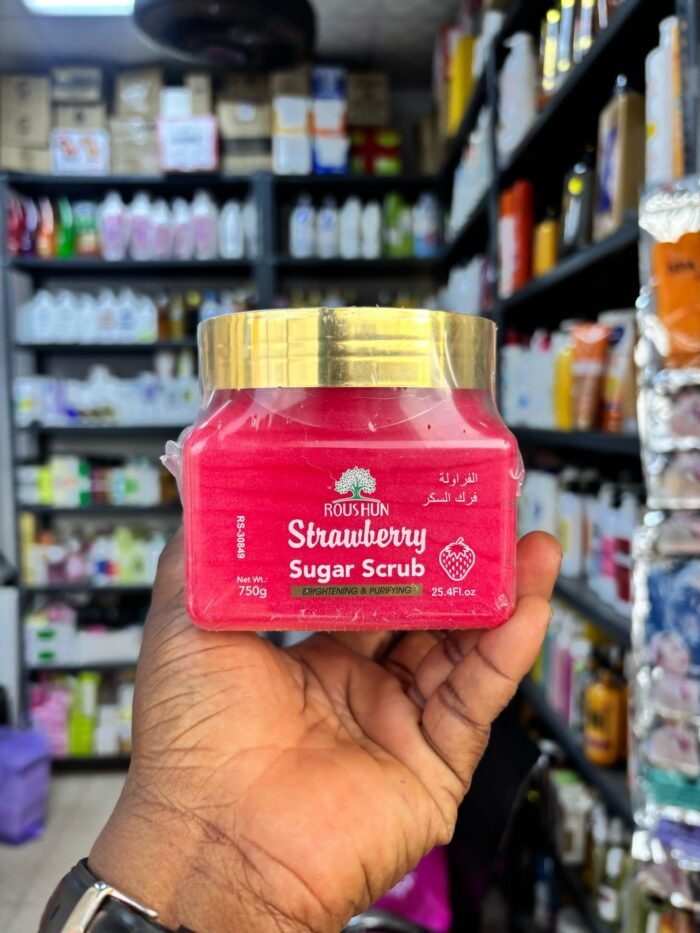 الفراولة
فرك السكر
ROUSHUN
Strawberry
Sugar Scrub
BRIGHTENING & PURIFYING
RS-30849
Net Wt.:
750g
25.4Fl.oz